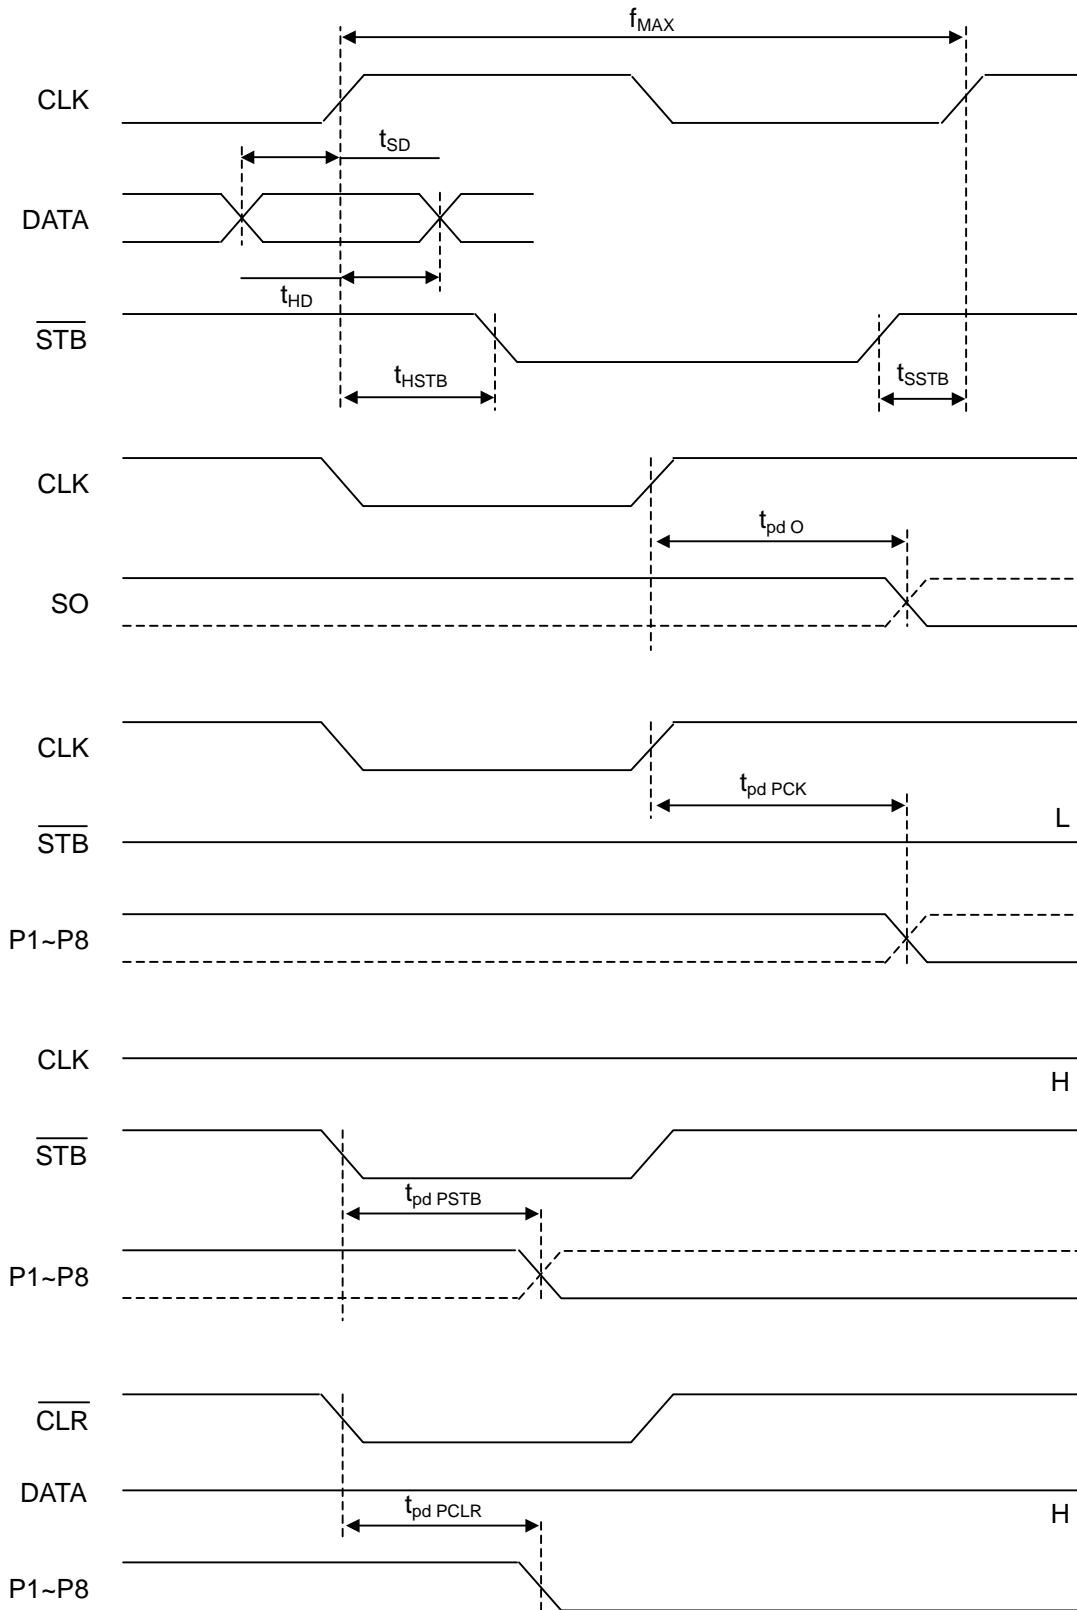 fMAX
CLK
tSD
DATA
tHD
STB
tHSTB
tSSTB
CLK
tpd O
SO
CLK
tpd PCK
L
STB
P1~P8
CLK
H
STB
tpd PSTB
P1~P8
CLR
DATA
H
tpd PCLR
P1~P8